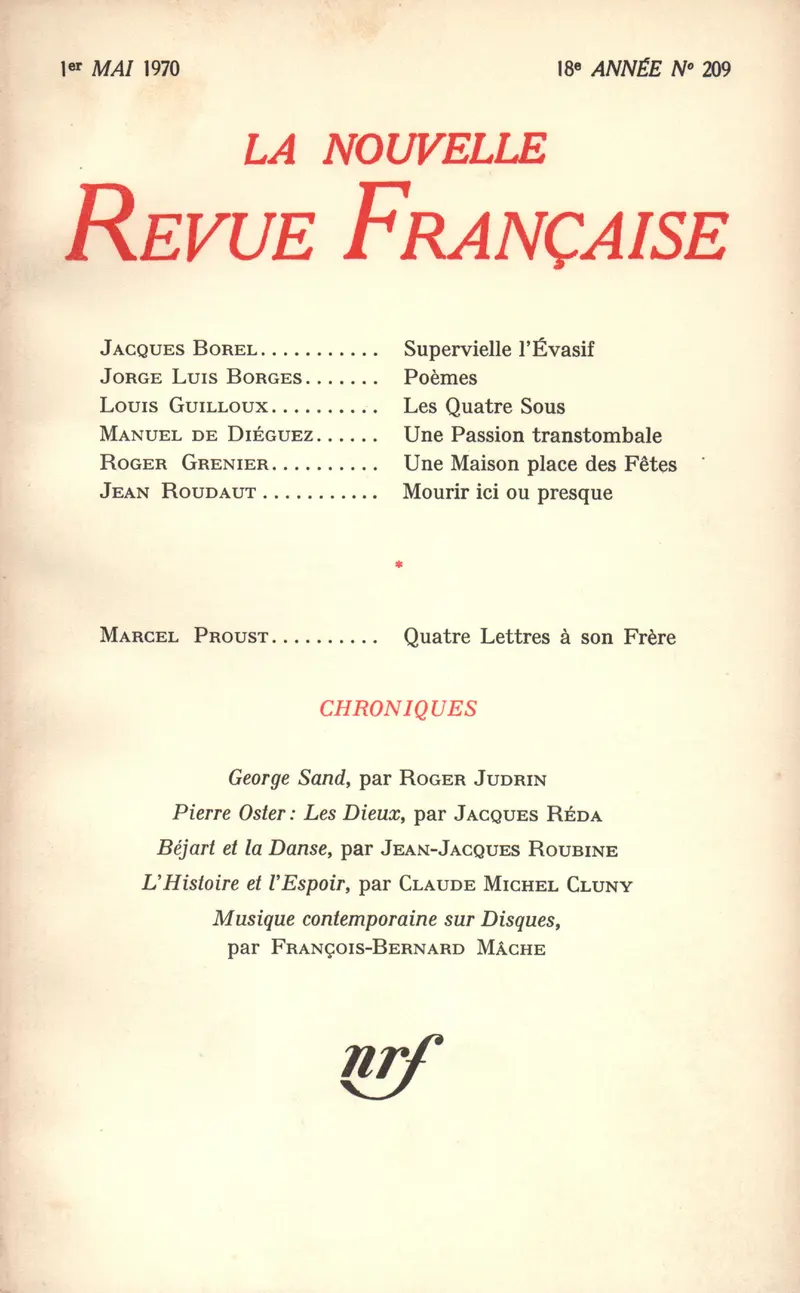 1er MAI 1970 18e ANNÉE No 209
LA NOUVELLE
REVUE FRANÇAISE
JACQUES BOREL........... Supervielle l'Évasif
JORGE LUIS BORGES....... Poèmes
LOUIS GUILLOUX.......... Les Quatre Sous
MANUEL DE DIÉGUEZ...... Une Passion transtombale
ROGER GRENIER.......... Une Maison place des Fêtes
JEAN ROUDAUT........... Mourir ici ou presque
*
MARCEL PROUST.......... Quatre Lettres à son Frère
CHRONIQUES
George Sand, par ROGER JUDRIN
Pierre Oster : Les Dieux, par JACQUES RÉDA
Béjart et la Danse, par JEAN-JACQUES ROUBINE
L'Histoire et l'Espoir, par CLAUDE MICHEL CLUNY
Musique contemporaine sur Disques,
par FRANÇOIS-BERNARD MÂCHE
nrf